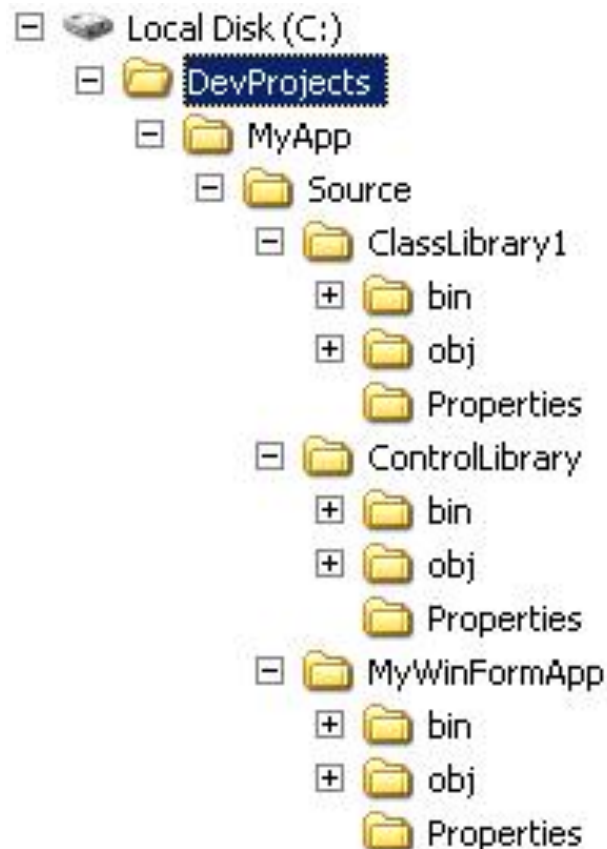 Local Disk (C:)
DevProjects
MyApp
Source
ClassLibrary1
bin
obj
Properties
ControlLibrary
bin
obj
Properties
MyWinFormApp
bin
obj
Properties